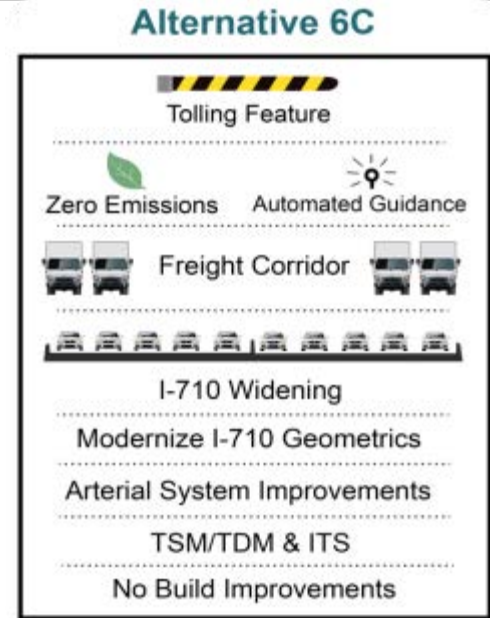 Alternative 6C
Tolling Feature
Zero Emissions
Automated Guidance
Freight Corridor
I-710 Widening
Modernize I-710 Geometrics
Arterial System Improvements
TSM/TDM & ITS
No Build Improvements